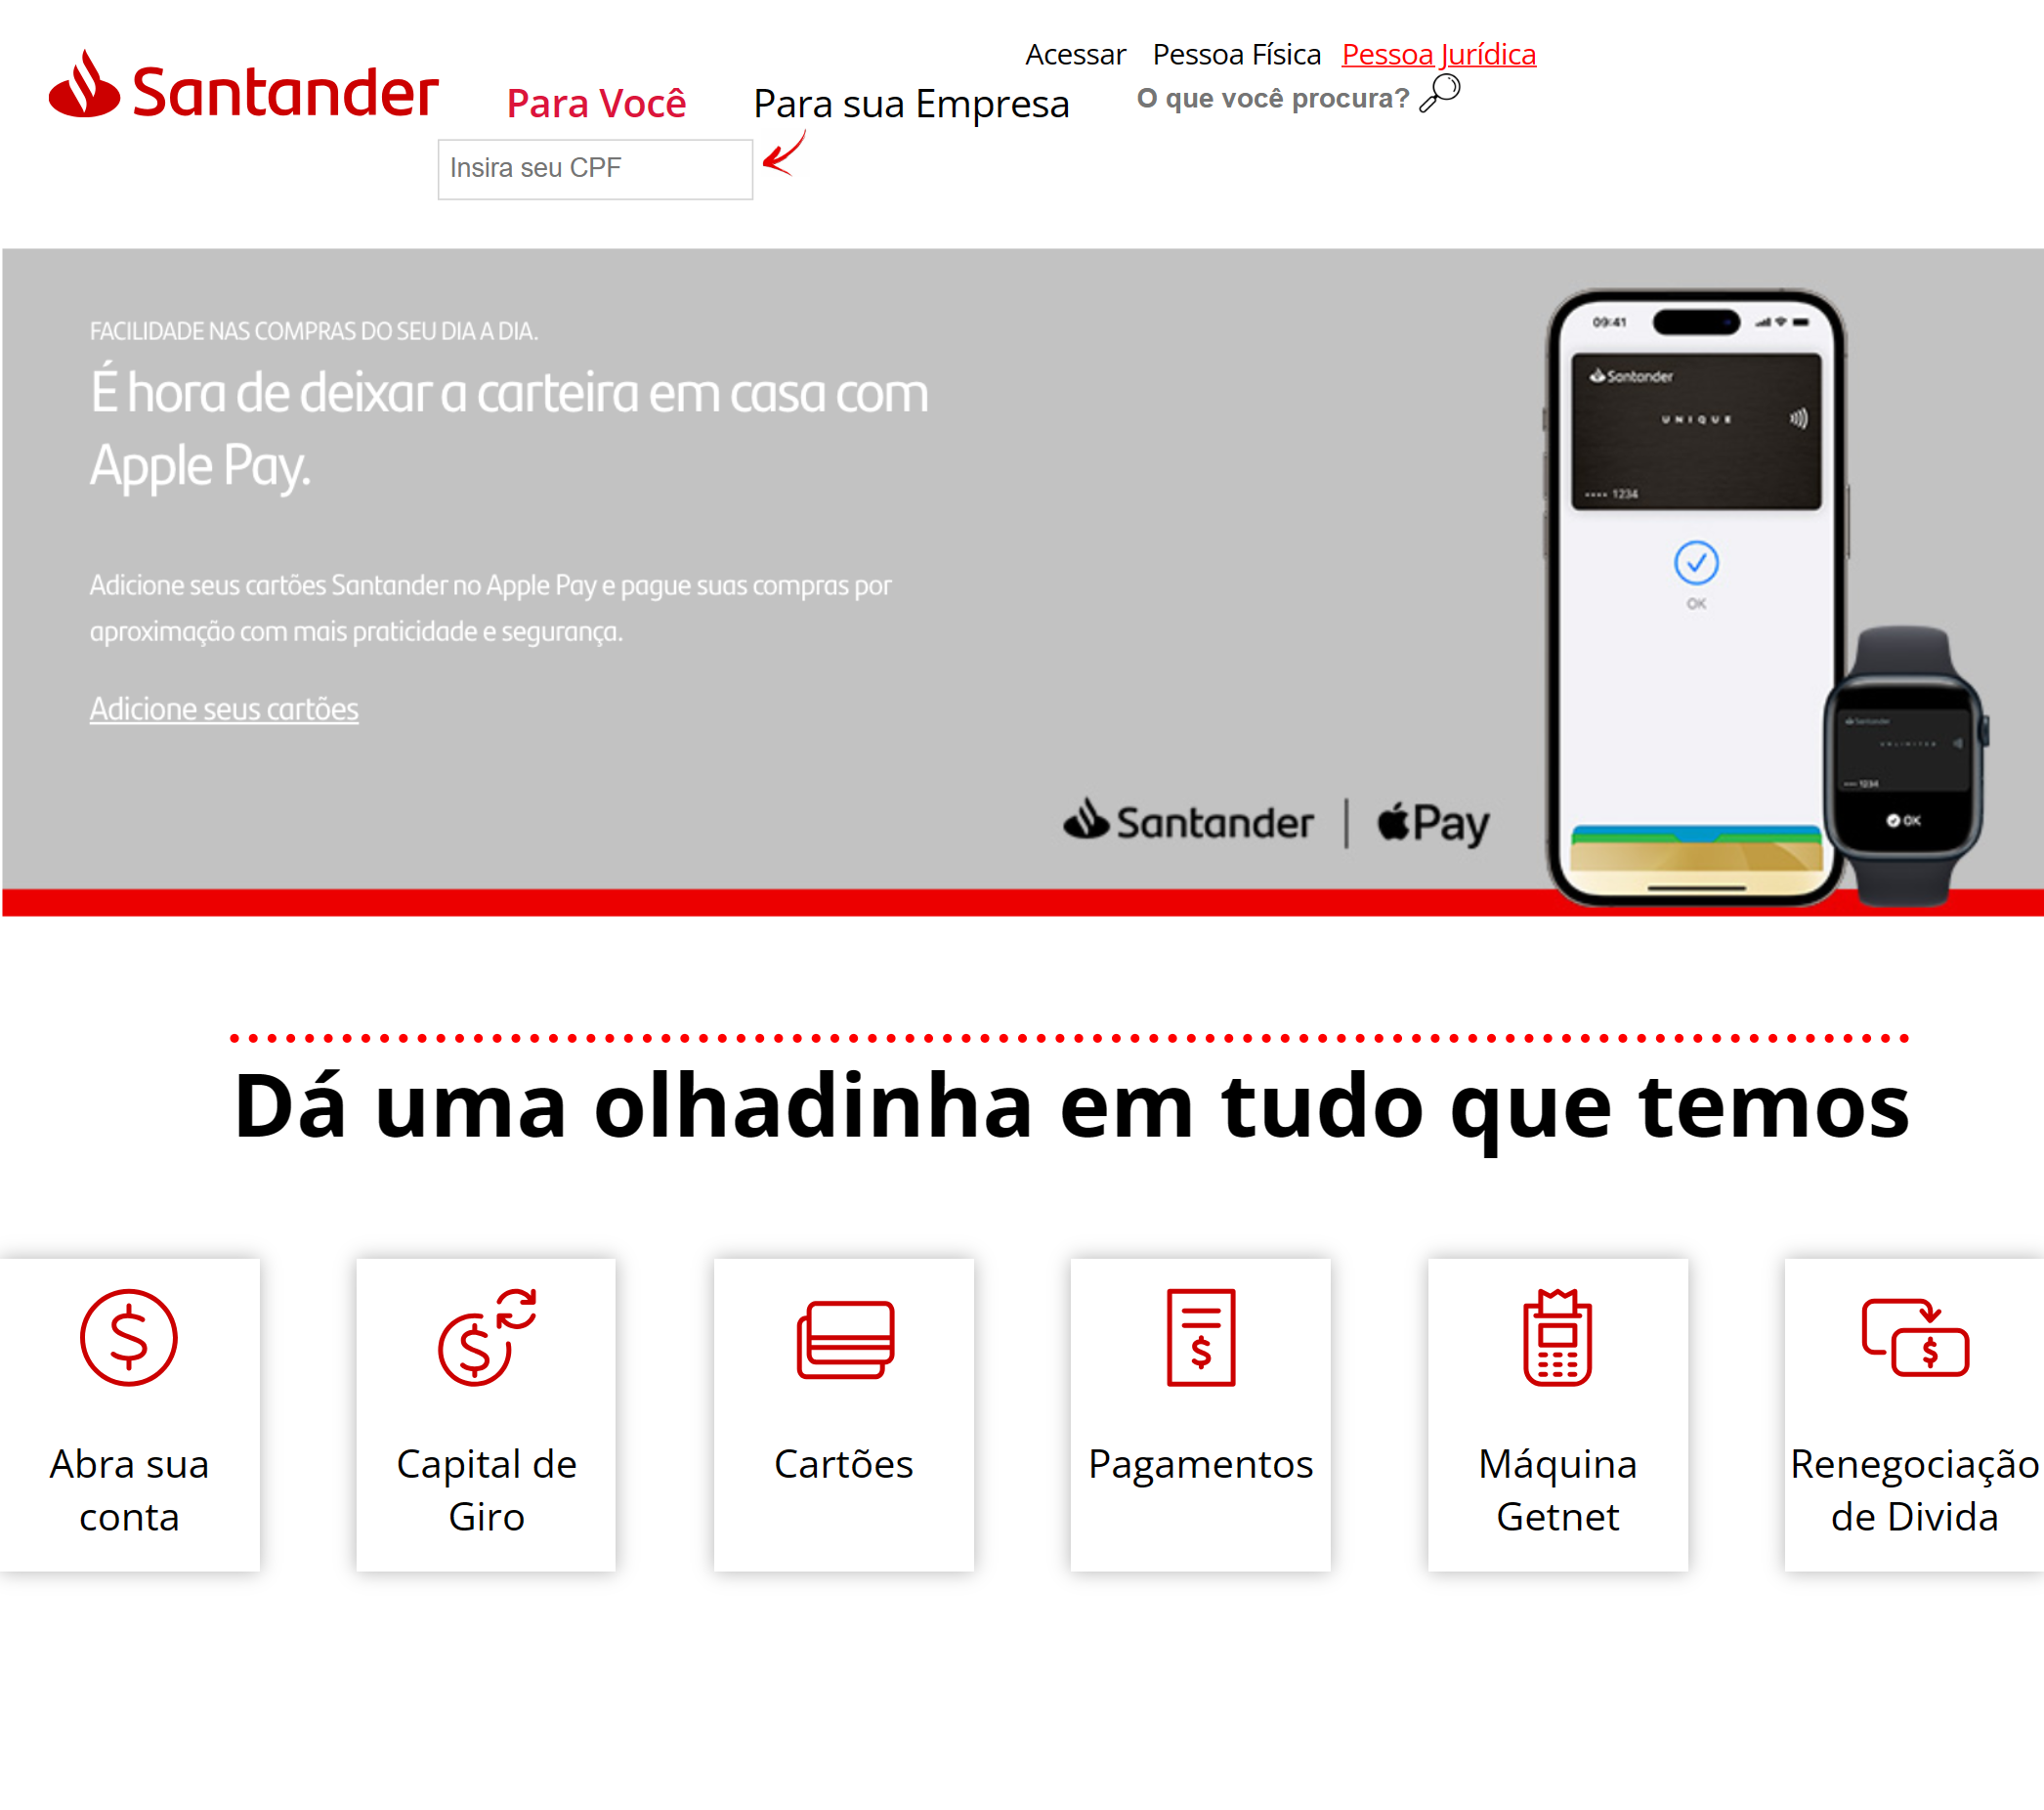 Santander
Para Você
Para sua Empresa
Acessar Pessoa Física Pessoa Jurídica
O que você procura?
Insira seu CPF
FACILIDADE NAS COMPRAS DO SEU DIA A DIA.
É hora de deixar a carteira em casa com
Apple Pay.
Adicione seus cartões Santander no Apple Pay e pague suas compras por
aproximação com mais praticidade e segurança.
Adicione seus cartões
Santander | Pay
09:41
Santander
UNIQUE
•••• 1234
OK
Santander
UNLIMITED
•••• 1234
OK
Dá uma olhadinha em tudo que temos
Abra sua
conta
Capital de
Giro
Cartões
Pagamentos
Máquina
Getnet
Renegociação
de Divida